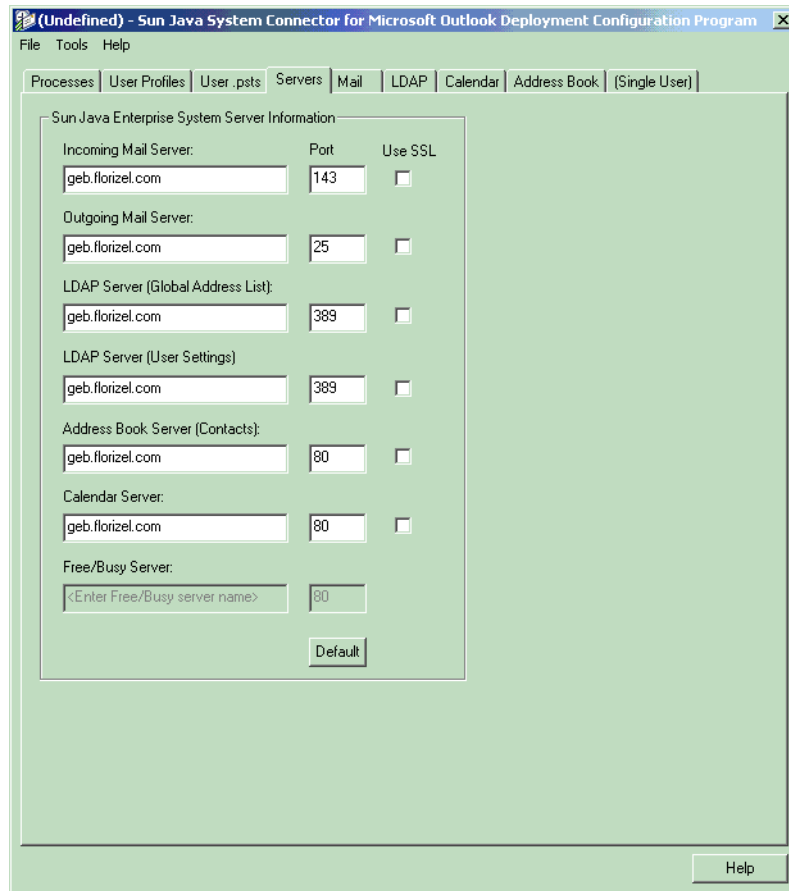 (Undefined) - Sun Java System Connector for Microsoft Outlook Deployment Configuration Program
File Tools Help
Processes User Profiles User .psts Servers Mail LDAP Calendar Address Book (Single User)
Sun Java Enterprise System Server Information
Incoming Mail Server: Port Use SSL
geb.florizel.com 143
Outgoing Mail Server:
geb.florizel.com 25
LDAP Server (Global Address List):
geb.florizel.com 389
LDAP Server (User Settings)
geb.florizel.com 389
Address Book Server (Contacts):
geb.florizel.com 80
Calendar Server:
geb.florizel.com 80
Free/Busy Server:
<Enter Free/Busy server name> 80
Default
Help